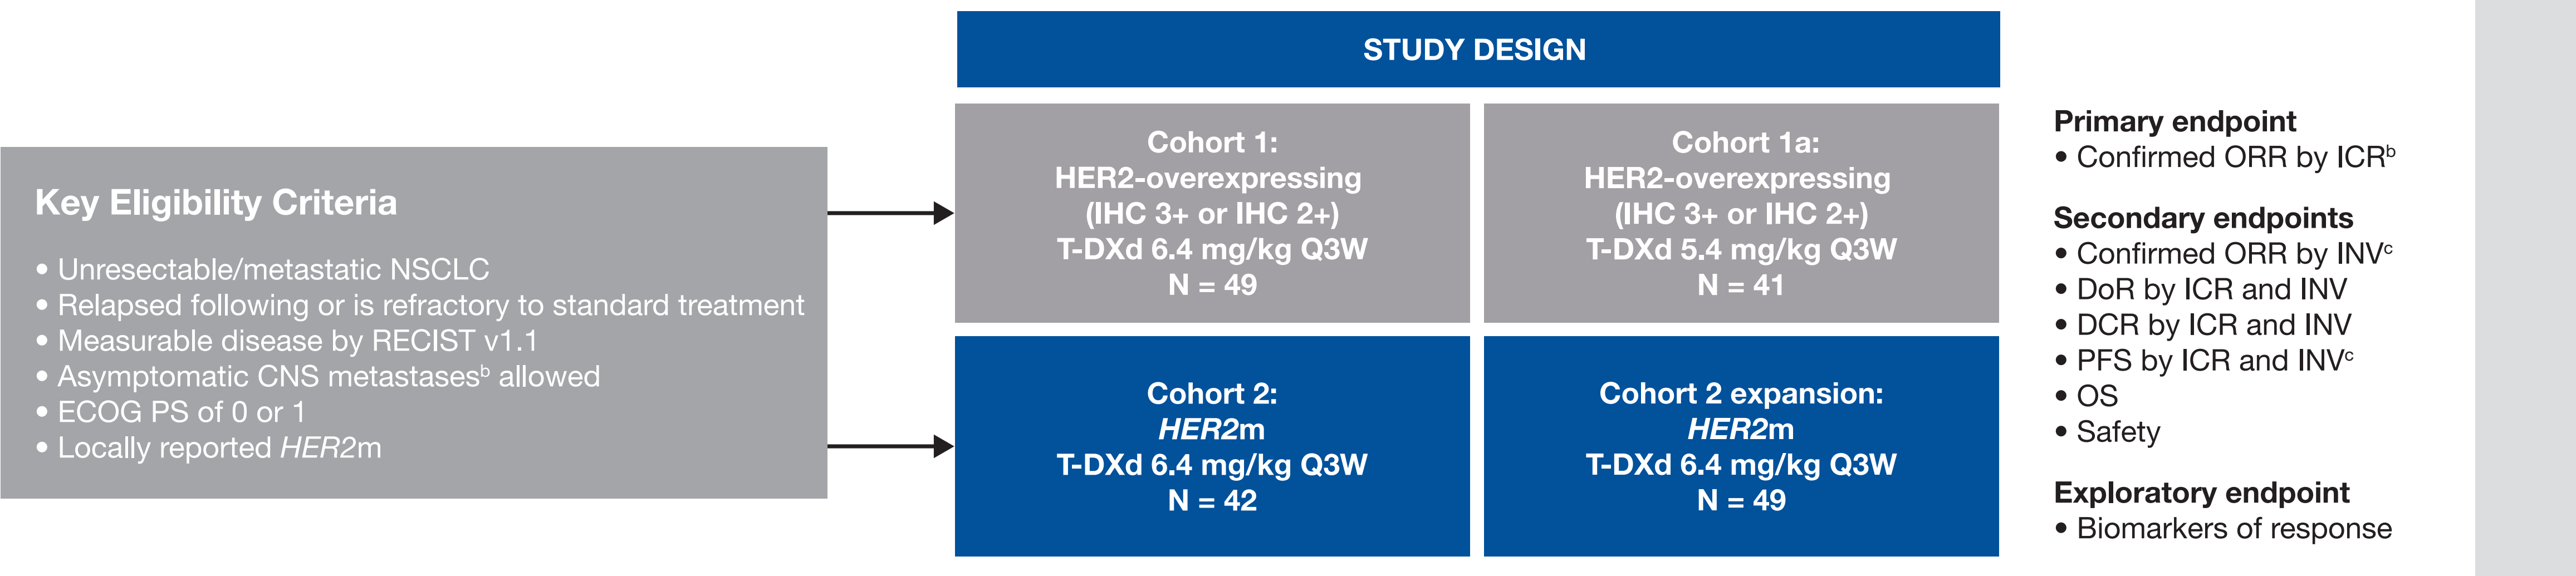 STUDY DESIGN
Key Eligibility Criteria
• Unresectable/metastatic NSCLC
• Relapsed following or is refractory to standard treatment
• Measurable disease by RECIST v1.1
• Asymptomatic CNS metastasesᵇ allowed
• ECOG PS of 0 or 1
• Locally reported HER2m
Cohort 1:
HER2-overexpressing
(IHC 3+ or IHC 2+)
T-DXd 6.4 mg/kg Q3W
N = 49
Cohort 1a:
HER2-overexpressing
(IHC 3+ or IHC 2+)
T-DXd 5.4 mg/kg Q3W
N = 41
Cohort 2:
HER2m
T-DXd 6.4 mg/kg Q3W
N = 42
Cohort 2 expansion:
HER2m
T-DXd 6.4 mg/kg Q3W
N = 49
Primary endpoint
• Confirmed ORR by ICRᵇ
Secondary endpoints
• Confirmed ORR by INVᶜ
• DoR by ICR and INV
• DCR by ICR and INV
• PFS by ICR and INVᶜ
• OS
• Safety
Exploratory endpoint
• Biomarkers of response